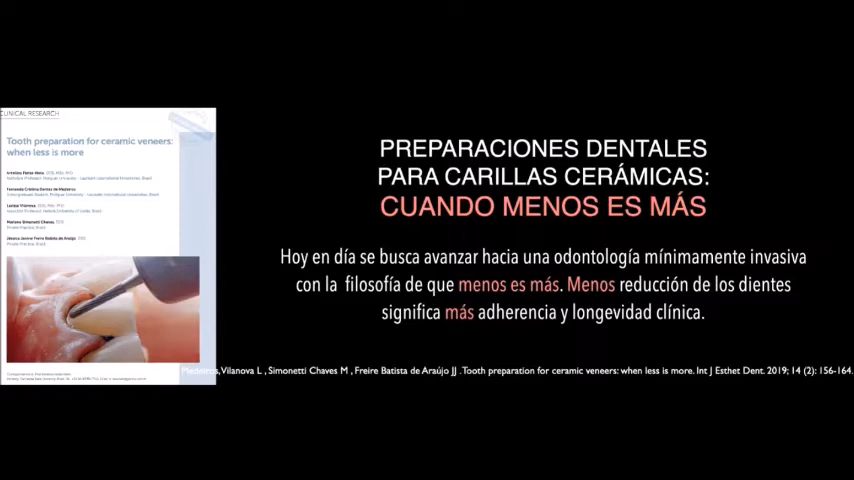 CLINICAL RESEARCH
Tooth preparation for ceramic veneers:
when less is more
PREPARACIONES DENTALES
PARA CARILLAS CERÁMICAS:
CUANDO MENOS ES MÁS
Hoy en día se busca avanzar hacia una odontología mínimamente invasiva
con la filosofía de que menos es más. Menos reducción de los dientes
significa más adherencia y longevidad clínica.
Medeiros, Vilanova L , Simonetti Chaves M , Freire Batista de Araújo JJ . Tooth preparation for ceramic veneers: when less is more. Int J Esthet Dent. 2019; 14 (2): 156-164.